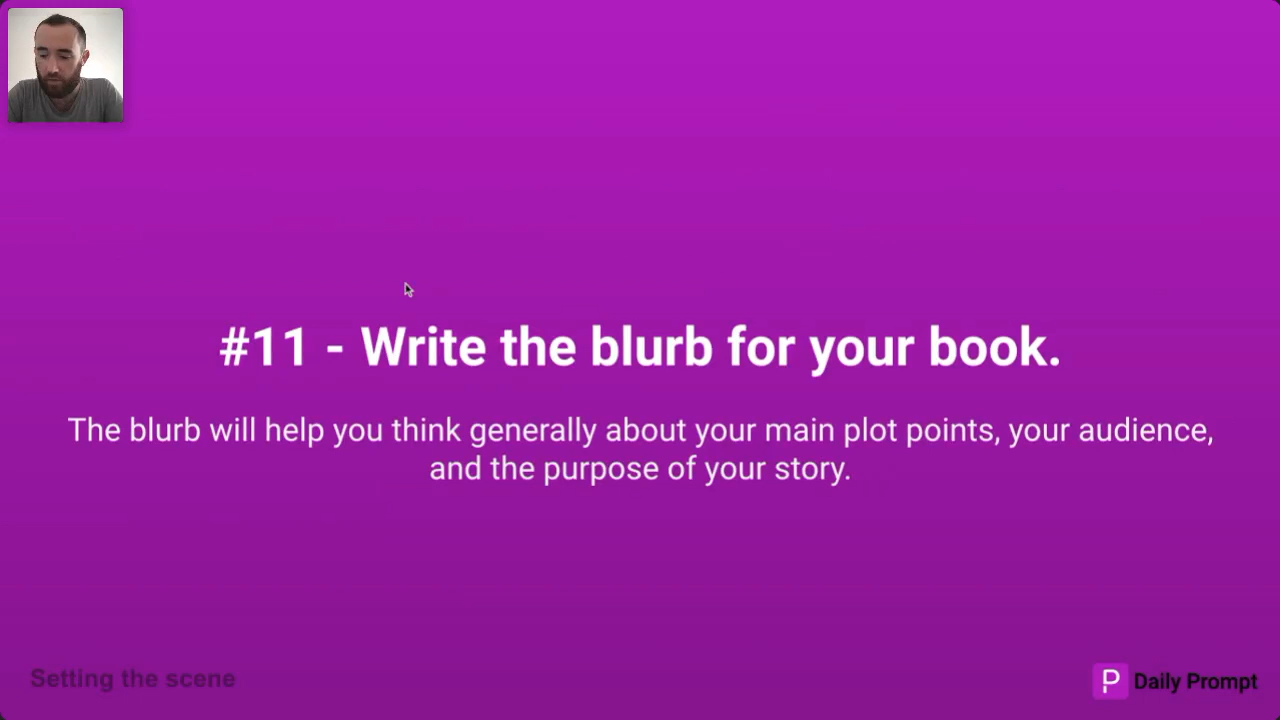 #11 - Write the blurb for your book.
The blurb will help you think generally about your main plot points, your audience,
and the purpose of your story.
Setting the scene
P Daily Prompt